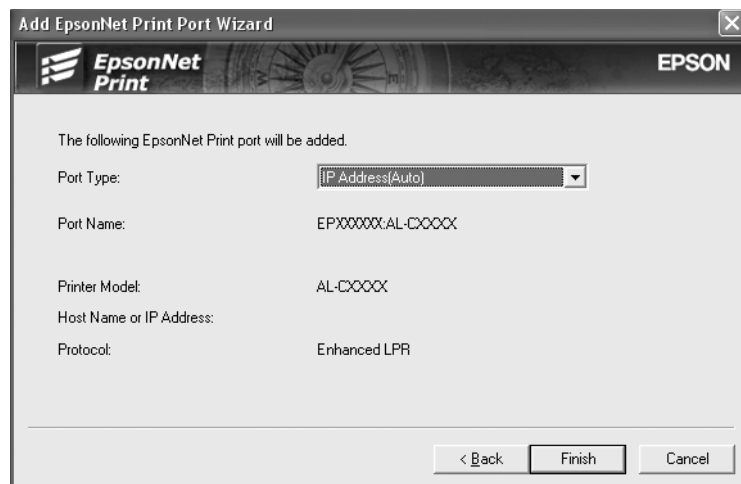 Add EpsonNet Print Port Wizard
EpsonNet
Print
EPSON
The following EpsonNet Print port will be added.
Port Type: IP Address(Auto)
Port Name: EPXXXXXX:AL-CXXXX
Printer Model: AL-CXXXX
Host Name or IP Address:
Protocol: Enhanced LPR
< Back Finish Cancel